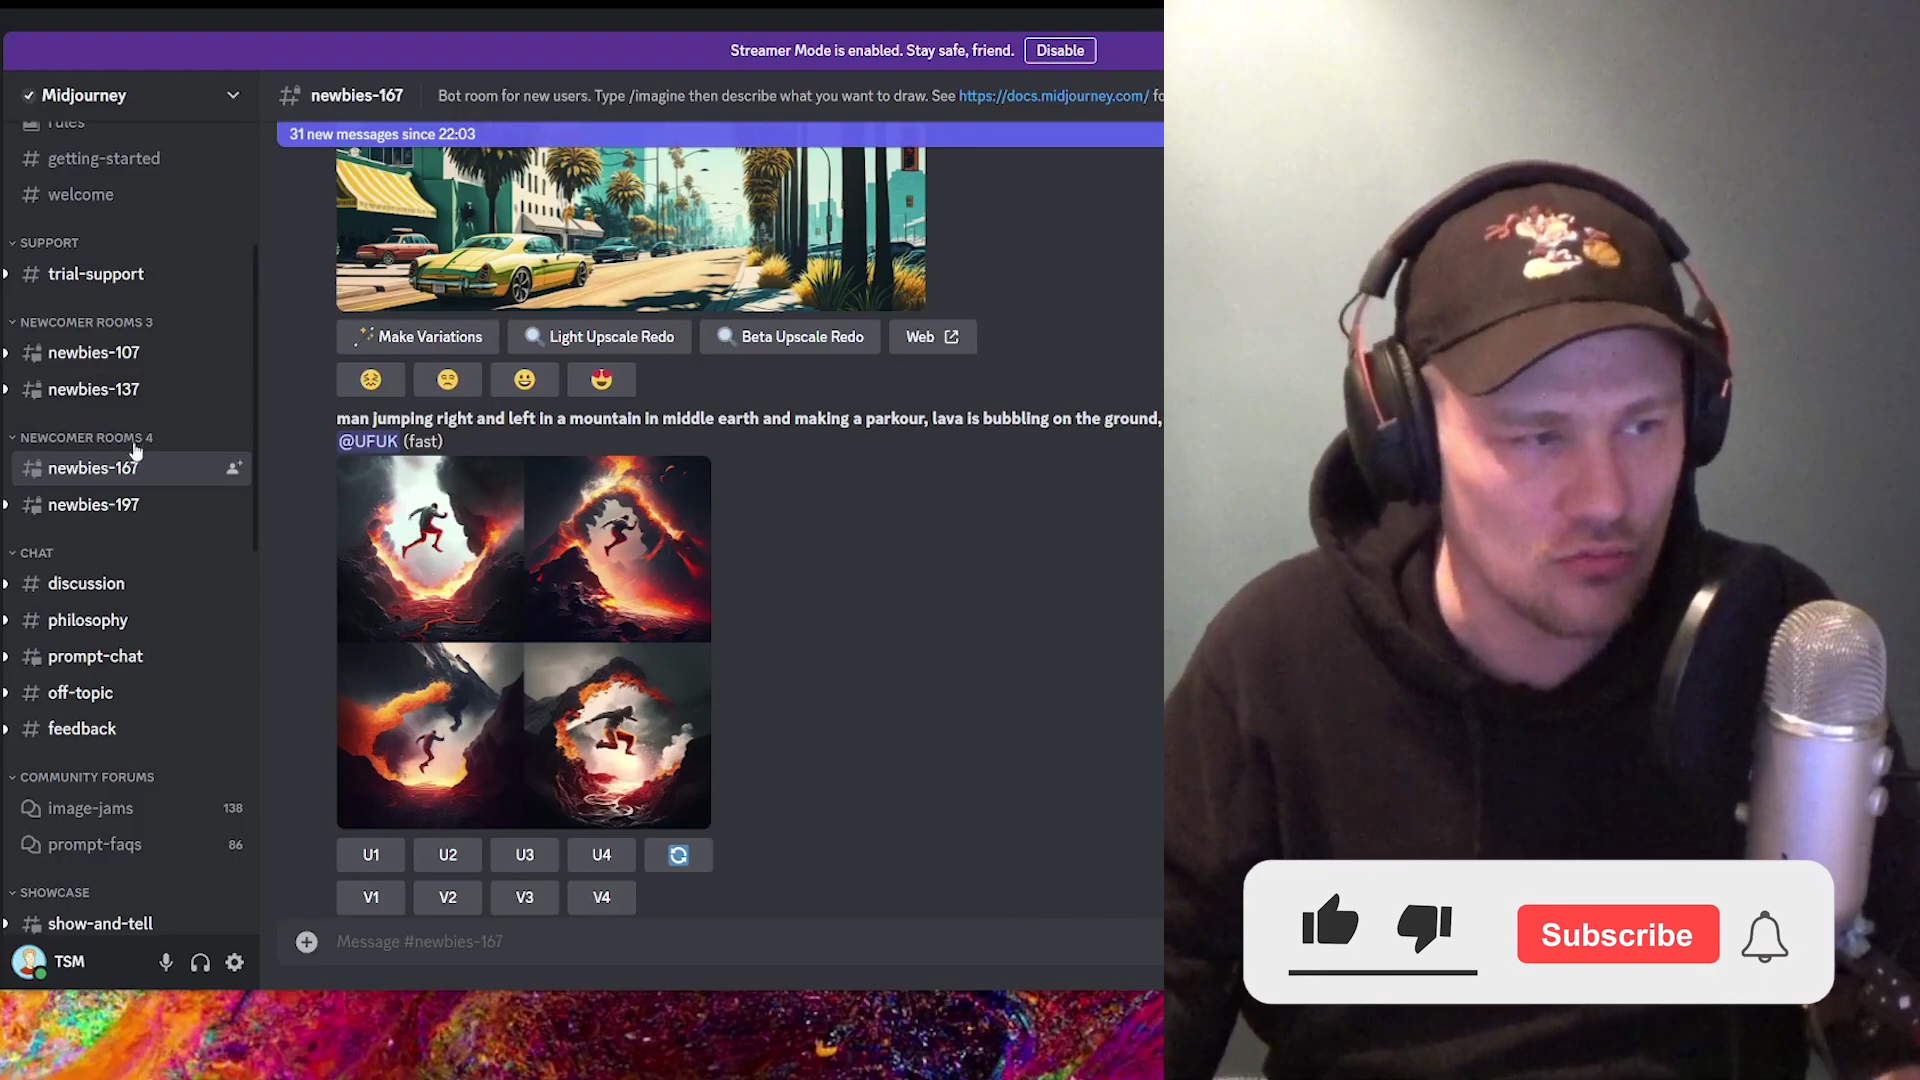 Streamer Mode is enabled. Stay safe, friend. Disable
Midjourney
rules
getting-started
welcome
SUPPORT
trial-support
NEWCOMER ROOMS 3
newbies-107
newbies-137
NEWCOMER ROOMS 4
newbies-167
newbies-197
CHAT
discussion
philosophy
prompt-chat
off-topic
feedback
COMMUNITY FORUMS
image-jams 138
prompt-faqs 86
SHOWCASE
show-and-tell
TSM
newbies-167 Bot room for new users. Type /imagine then describe what you want to draw. See https://docs.midjourney.com/ fo
31 new messages since 22:03
Make Variations Light Upscale Redo Beta Upscale Redo Web
man jumping right and left in a mountain in middle earth and making a parkour, lava is bubbling on the ground,
@UFUK (fast)
U1 U2 U3 U4
V1 V2 V3 V4
Message #newbies-167
Subscribe